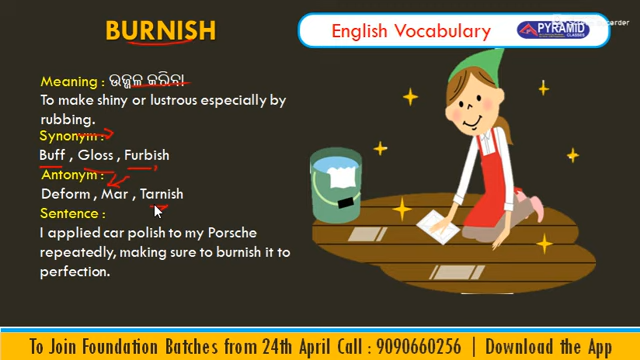 BURNISH
English Vocabulary
PYRAMID
CLASSES
Meaning : ଉଜ୍ଜ୍ଵଳ କରିବା
To make shiny or lustrous especially by
rubbing.
Synonym :
Buff , Gloss , Furbish
Antonym :
Deform , Mar , Tarnish
Sentence :
I applied car polish to my Porsche
repeatedly, making sure to burnish it to
perfection.
To Join Foundation Batches from 24th April Call : 9090660256 | Download the App